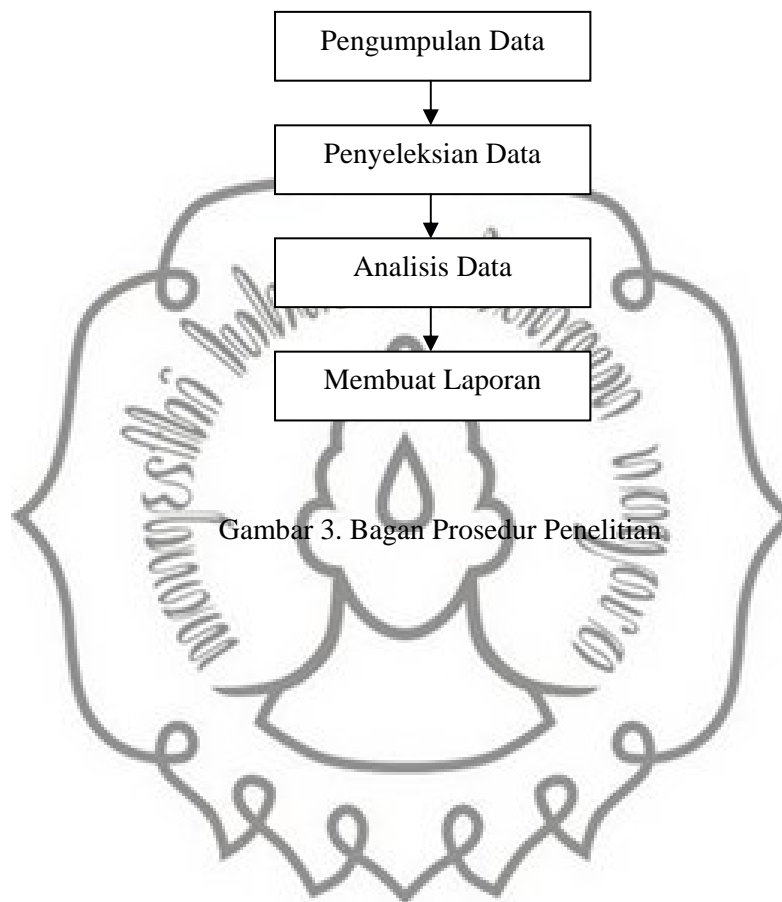 Pengumpulan Data
Penyeleksian Data
Analisis Data
Membuat Laporan
Gambar 3. Bagan Prosedur Penelitian